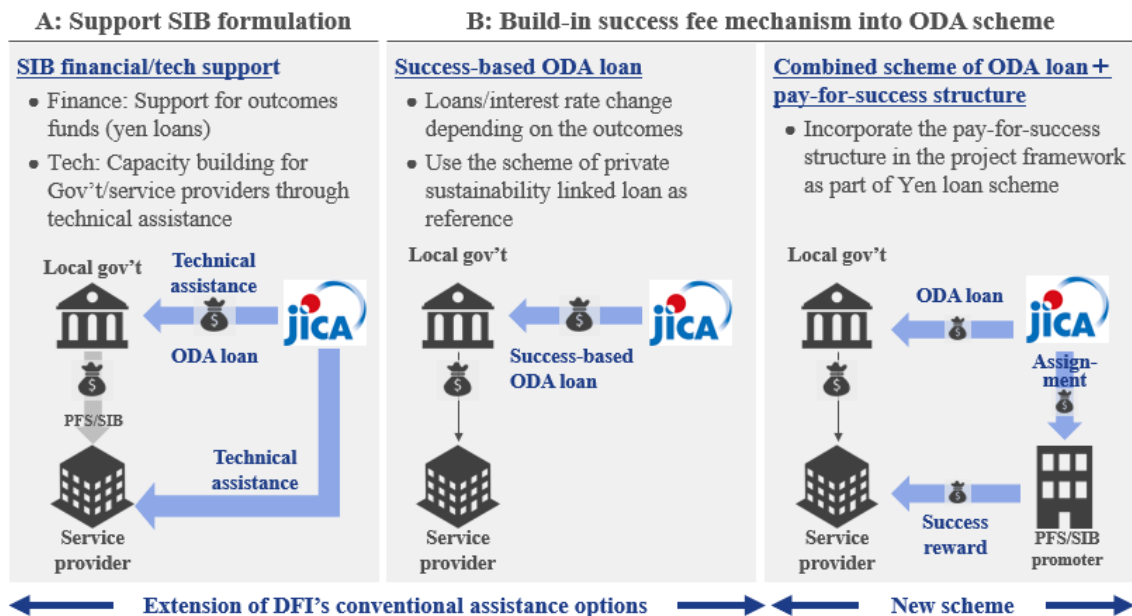 A: Support SIB formulation
B: Build-in success fee mechanism into ODA scheme
SIB financial/tech support
• Finance: Support for outcomes
funds (yen loans)
• Tech: Capacity building for
Gov't/service providers through
technical assistance
Local gov't
Technical
assistance
JICA
$
ODA loan
$
PFS/SIB
Technical
assistance
Service
provider
Success-based ODA loan
• Loans/interest rate change
depending on the outcomes
• Use the scheme of private
sustainability linked loan as
reference
Local gov't
$
JICA
Success-based
ODA loan
$
Service
provider
Combined scheme of ODA loan+
pay-for-success structure
• Incorporate the pay-for-success
structure in the project framework
as part of Yen loan scheme
Local gov't
ODA loan
$
JICA
Assign-
ment
$
$
$
Success
reward
Service
provider
PFS/SIB
promoter
Extension of DFI's conventional assistance options
New scheme